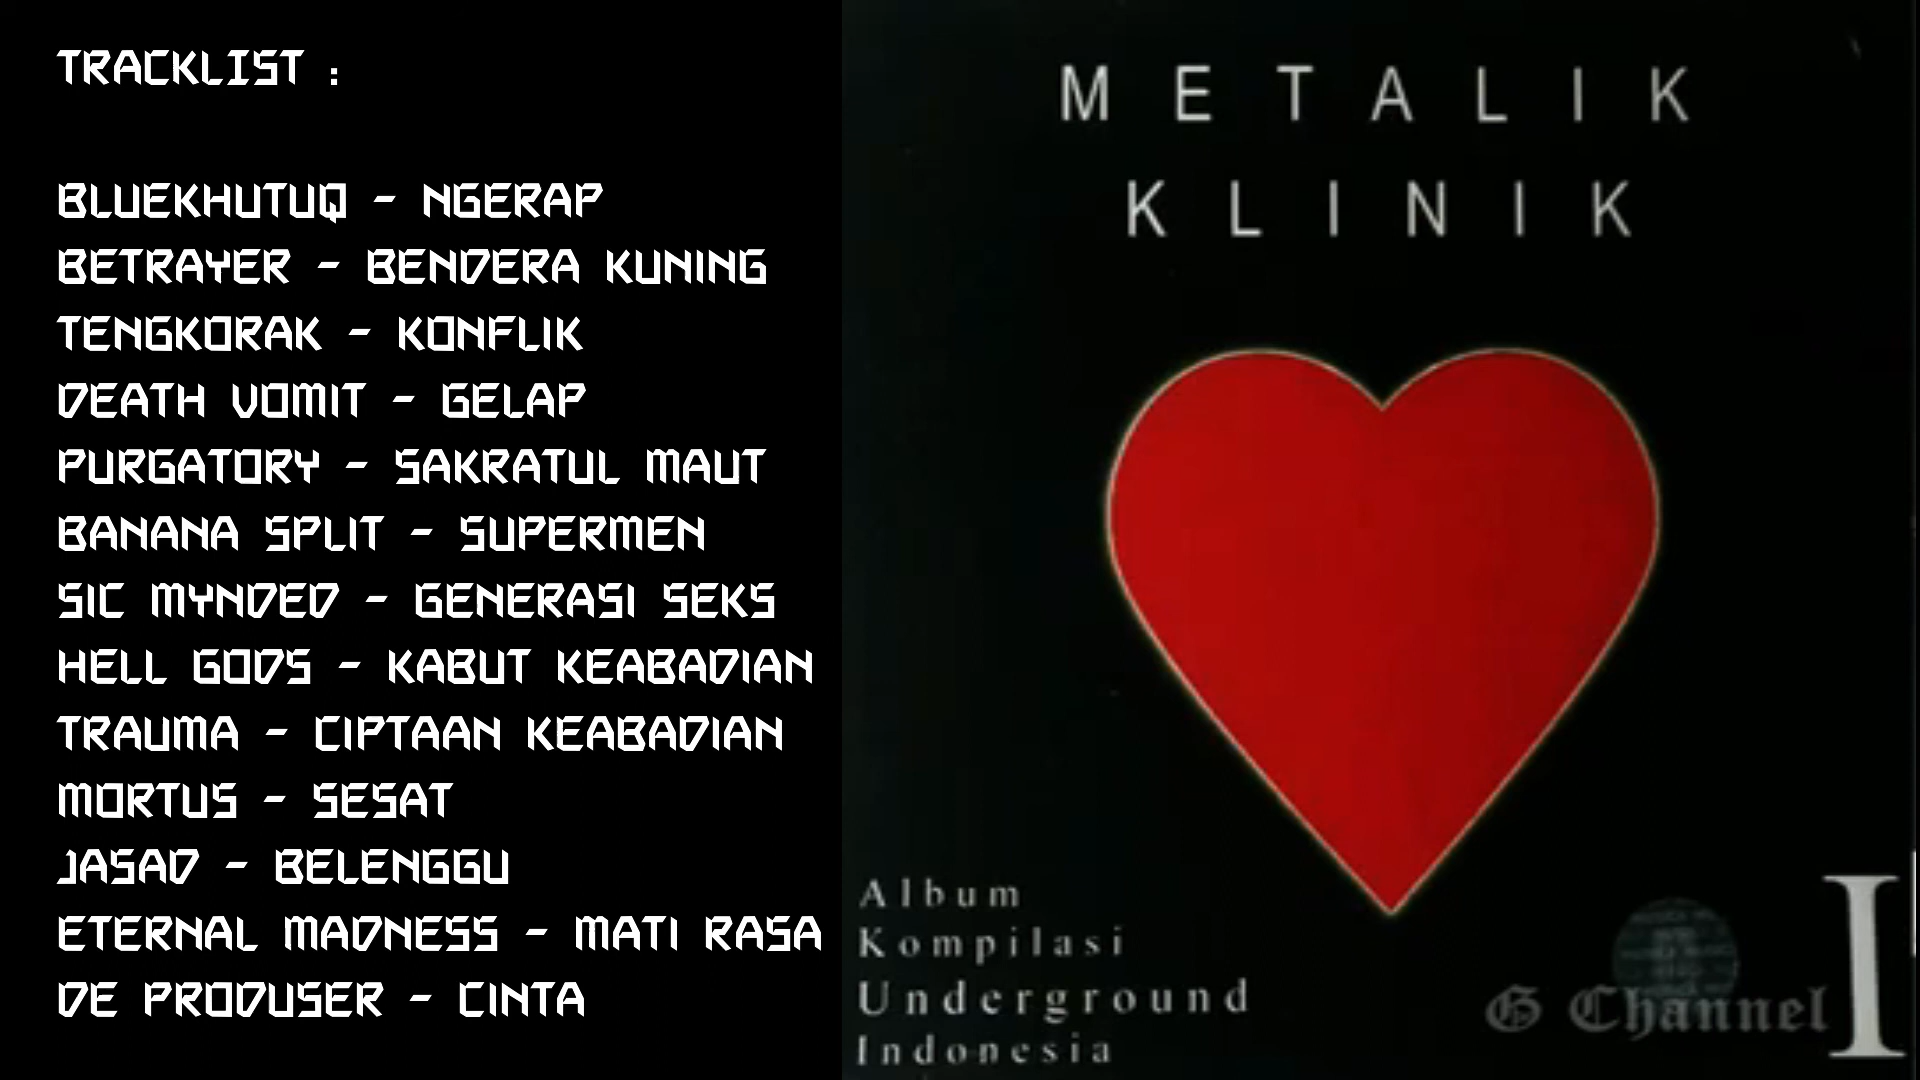 TRACKLIST :
BLUEKHUTUQ - NGERAP
BETRAYER - BENDERA KUNING
TENGKORAK - KONFLIK
DEATH VOMIT - GELAP
PURGATORY - SAKRATUL MAUT
BANANA SPLIT - SUPERMEN
SIC MYNDED - GENERASI SEKS
HELL GODS - KABUT KEABADIAN
TRAUMA - CIPTAAN KEABADIAN
MORTUS - SESAT
JASAD - BELENGGU
ETERNAL MADNESS - MATI RASA
DE PRODUSER - CINTA
METALIK
KLINIK
Album
Kompilasi
Underground
Indonesia
G Channel
I